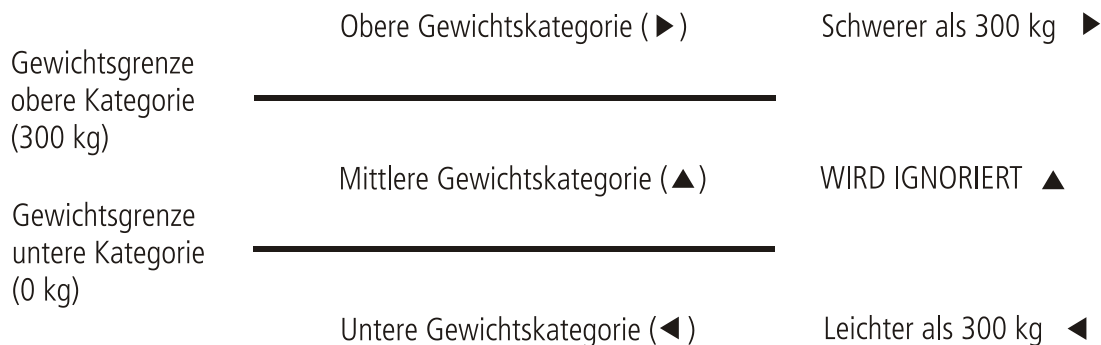 Obere Gewichtskategorie (▶) Schwerer als 300 kg ▶
Gewichtsgrenze
obere Kategorie
(300 kg)
Mittlere Gewichtskategorie (▲) WIRD IGNORIERT ▲
Gewichtsgrenze
untere Kategorie
(0 kg)
Untere Gewichtskategorie (◀) Leichter als 300 kg ◀